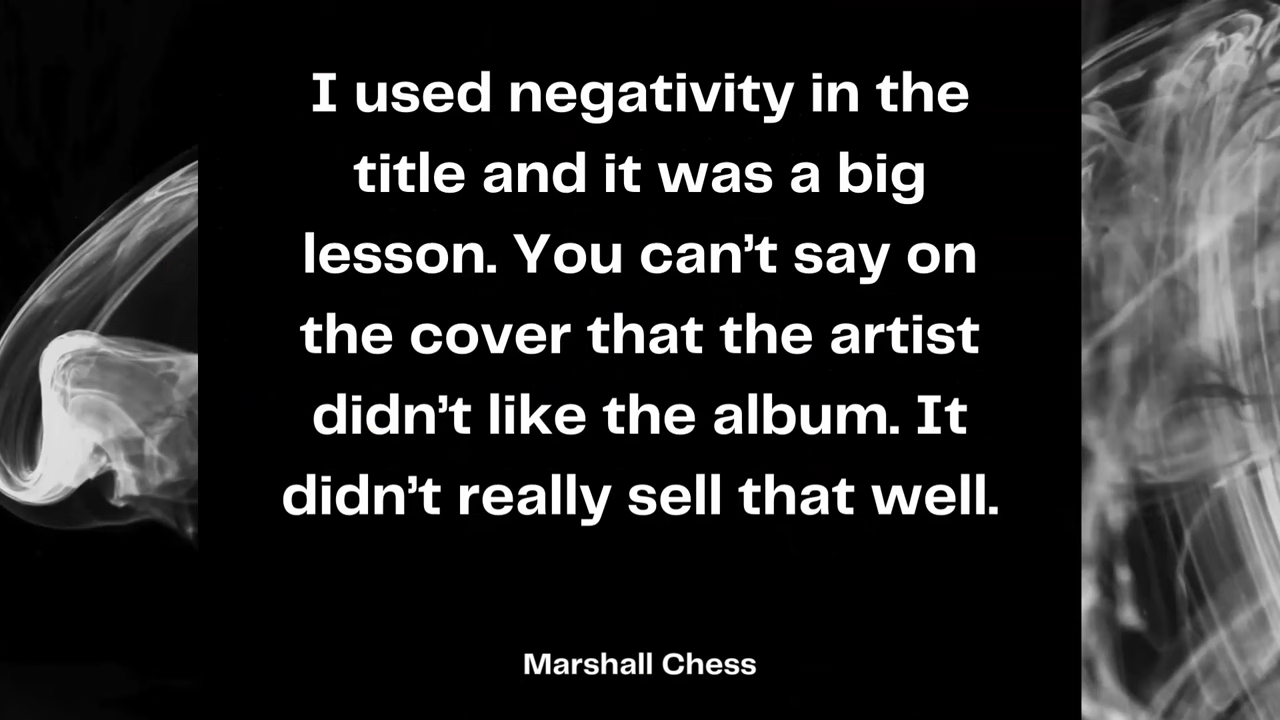 I used negativity in the
title and it was a big
lesson. You can’t say on
the cover that the artist
didn’t like the album. It
didn’t really sell that well.
Marshall Chess